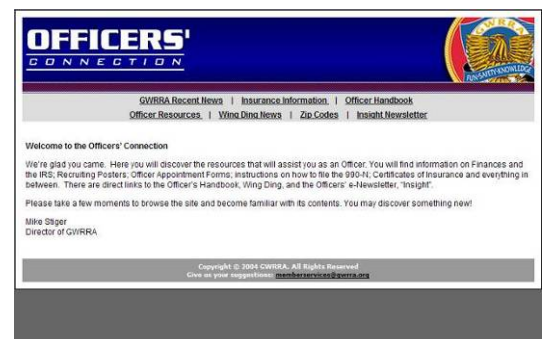 OFFICERS'
CONNECTION
GWRRA
FUN-SAFETY-KNOWLEDGE
GWRRA Recent News | Insurance Information | Officer Handbook
Officer Resources | Wing Ding News | Zip Codes | Insight Newsletter
Welcome to the Officers' Connection
We're glad you came. Here you will discover the resources that will assist you as an Officer. You will find information on Finances and
the IRS; Recruiting Posters; Officer Appointment Forms; instructions on how to file the 990-N; Certificates of Insurance and everything in
between. There are direct links to the Officer's Handbook, Wing Ding, and the Officers' e-Newsletter, "Insight".
Please take a few moments to browse the site and become familiar with its contents. You may discover something new!
Mike Stiger
Director of GWRRA
Copyright © 2004 GWRRA. All Rights Reserved
Give us your suggestions: memberservices@gwrra.org